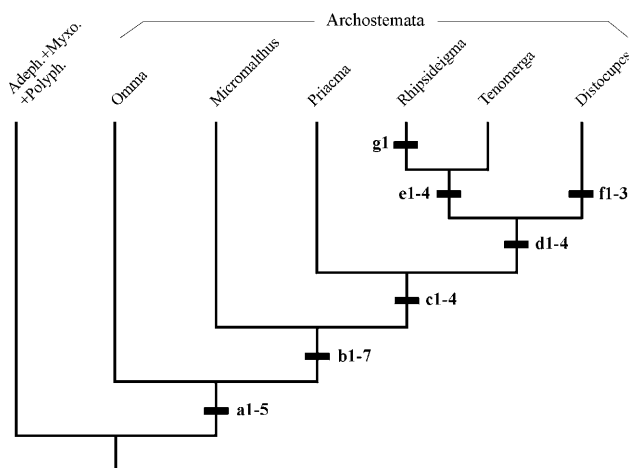 Archostemata
Adeph.+Myxo.
+Polyph.
Omma
Micromalthus
Priacma
Rhipsideigma
Tenomerga
Distocupcs
g1
e1-4
f1-3
d1-4
c1-4
b1-7
a1-5